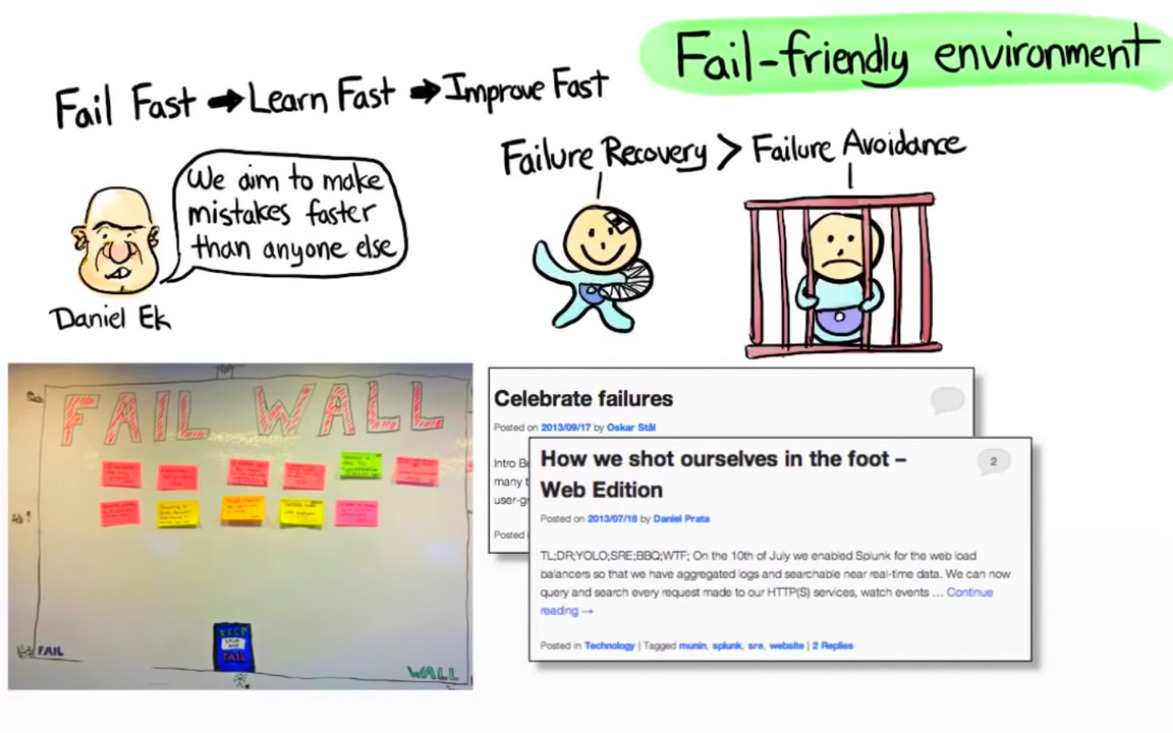 Fail-friendly environment
Fail Fast ➡ Learn Fast ➡ Improve Fast
Failure Recovery > Failure Avoidance
We aim to make
mistakes faster
than anyone else
Daniel Ek
FAIL WALL
KEEP
FAIL
FAIL
WALL
Celebrate failures
Posted on 2013/09/17 by Oskar Stål
Intro
many
Posted
How we shot ourselves in the foot –
Web Edition
2
Posted on 2013/07/18 by Daniel Prata
TL;DR;YOLO;SRE;BBQ;WTF; On the 10th of July we enabled Splunk for the web load
balancers so that we have aggregated logs and searchable near real-time data. We can now
query and search every request made to our HTTP(S) services, watch events ... Continue
reading →
Posted in Technology | Tagged munin, splunk, sre, website | 2 Replies